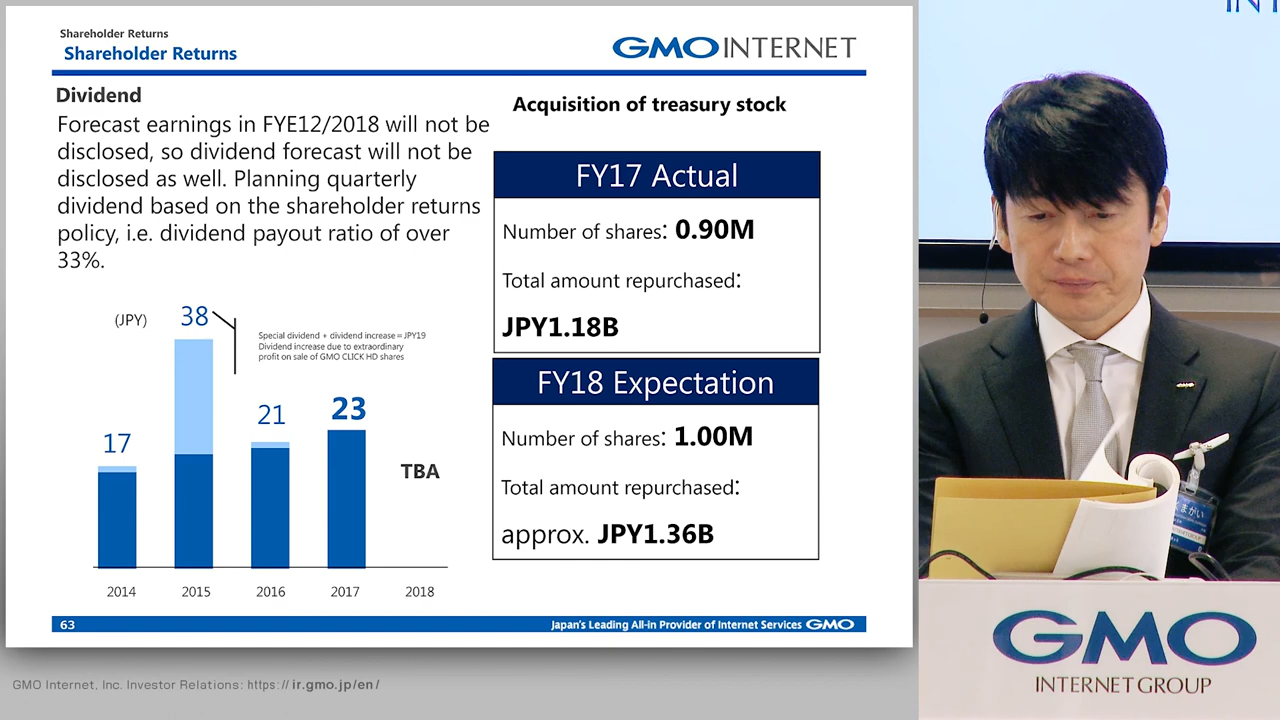 Shareholder Returns
Shareholder Returns
GMO INTERNET
Dividend
Forecast earnings in FYE12/2018 will not be
disclosed, so dividend forecast will not be
disclosed as well. Planning quarterly
dividend based on the shareholder returns
policy, i.e. dividend payout ratio of over
33%.
(JPY)
38
Special dividend + dividend increase = JPY19
Dividend increase due to extraordinary
profit on sale of GMO CLICK HD shares
17
21
23
TBA
2014
2015
2016
2017
2018
Acquisition of treasury stock
FY17 Actual
Number of shares: 0.90M
Total amount repurchased:
JPY1.18B
FY18 Expectation
Number of shares: 1.00M
Total amount repurchased:
approx. JPY1.36B
63
Japan's Leading All-in Provider of Internet Services GMO
GMO Internet, Inc. Investor Relations: https://ir.gmo.jp/en/
INT
くまがい
GMO
INTERNET GROUP